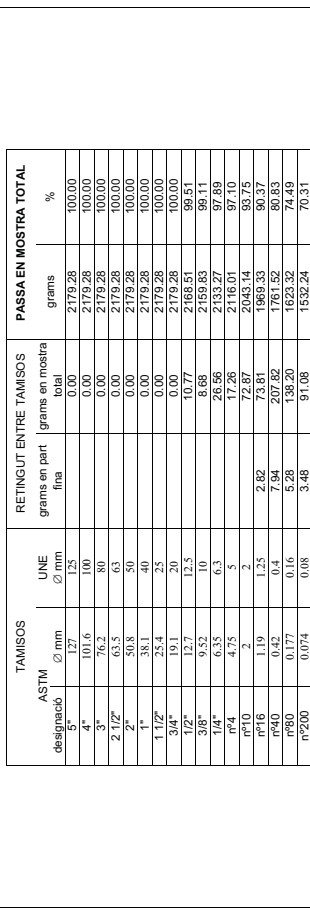 TAMISOS RETINGUT ENTRE TAMISOS PASSA EN MOSTRA TOTAL
ASTM UNE grams en part grams en mostra grams %
designació Ø mm Ø mm fina total
5" 127 125 0.00 2179.28 100.00
4" 101.6 100 0.00 2179.28 100.00
3" 76.2 80 0.00 2179.28 100.00
2 1/2" 63.5 63 0.00 2179.28 100.00
2" 50.8 50 0.00 2179.28 100.00
1" 38.1 40 0.00 2179.28 100.00
1 1/2" 25.4 25 0.00 2179.28 100.00
3/4" 19.1 20 0.00 2179.28 100.00
1/2" 12.7 12.5 10.77 2168.51 99.51
3/8" 9.52 10 8.68 2159.83 99.11
1/4" 6.35 6.3 26.56 2133.27 97.89
nº4 4.75 5 17.26 2116.01 97.10
nº10 2 2 72.87 2043.14 93.75
nº16 1.19 1.25 2.82 73.81 1969.33 90.37
nº40 0.42 0.4 7.94 207.82 1761.52 80.83
nº80 0.177 0.16 5.28 138.20 1623.32 74.49
nº200 0.074 0.08 3.48 91.08 1532.24 70.31